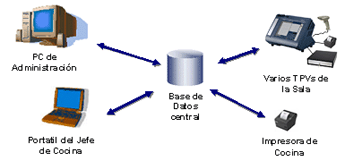 PC de
Administración
Varios TPVs de
la Sala
Base de
Datos
central
Portatil del Jefe
de Cocina
Impresora de
Cocina